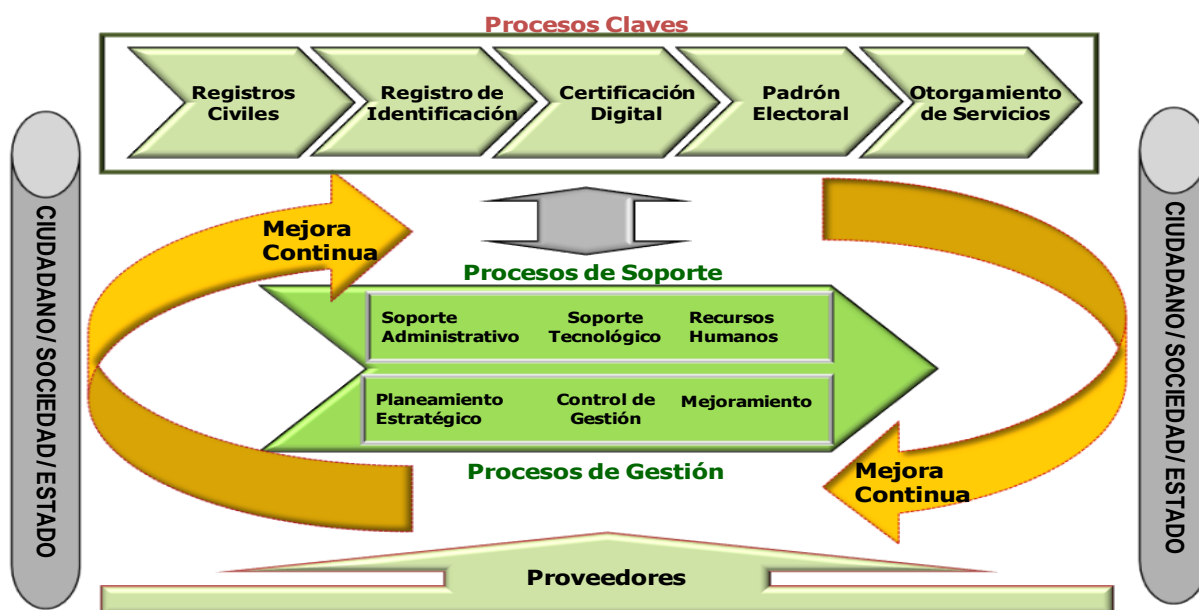 Procesos Claves
Registros
Civiles
Registro de
Identificación
Certificación
Digital
Padrón
Electoral
Otorgamiento
de Servicios
CIUDADANO / SOCIEDAD / ESTADO
Mejora
Continua
Procesos de Soporte
Soporte
Administrativo
Soporte
Tecnológico
Recursos
Humanos
Planeamiento
Estratégico
Control de
Gestión
Mejoramiento
Procesos de Gestión
Mejora
Continua
CIUDADANO / SOCIEDAD / ESTADO
Proveedores